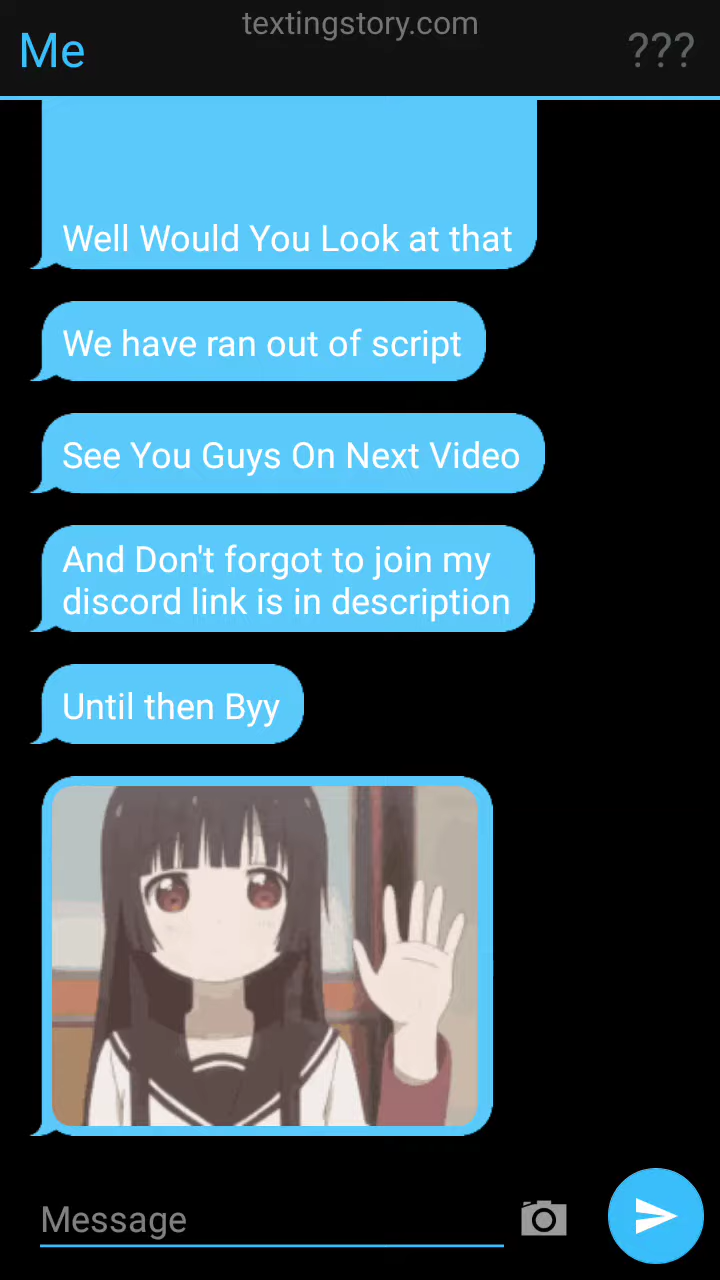 textingstory.com
Me
???
Well Would You Look at that
We have ran out of script
See You Guys On Next Video
And Don't forgot to join my
discord link is in description
Until then Byy
Message